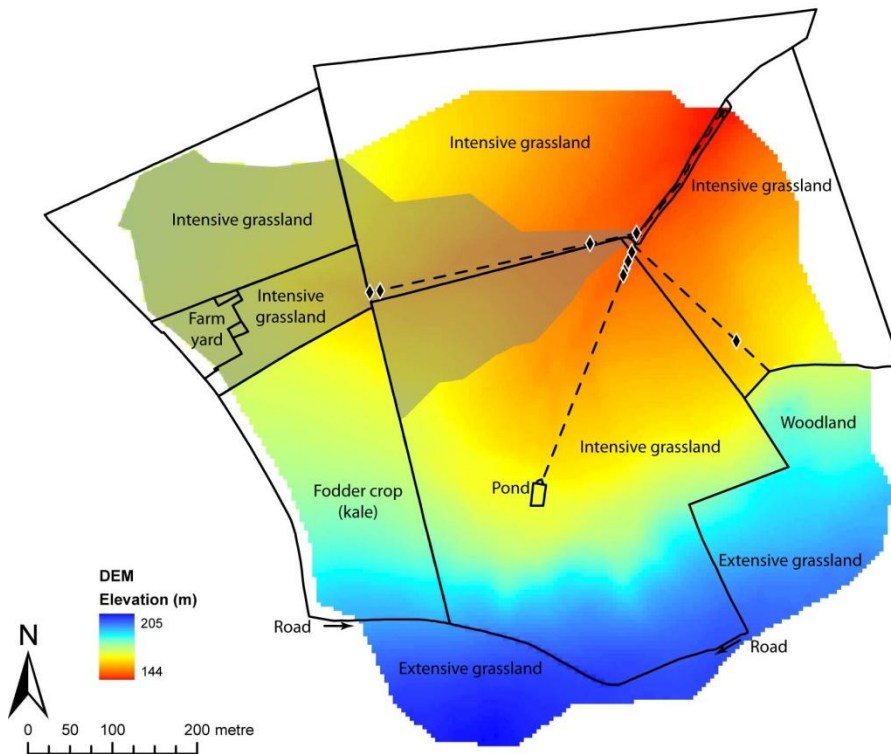 Intensive grassland
Intensive grassland
Intensive grassland
Intensive
grassland
Farm
yard
Woodland
Intensive grassland
Pond
Fodder crop
(kale)
Extensive grassland
DEM
Elevation (m)
205
144
Road
Road
Extensive grassland
N
0 50 100 200 metre